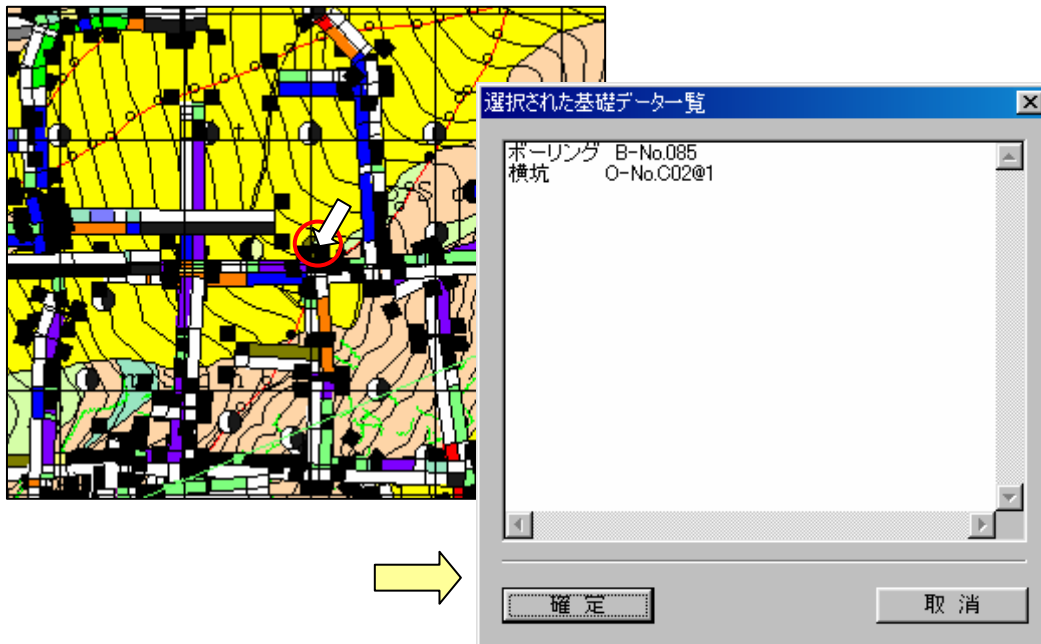 選択された基礎データ一覧
ボーリング B-No.085
横坑 O-No.C02@1
確 定
取 消